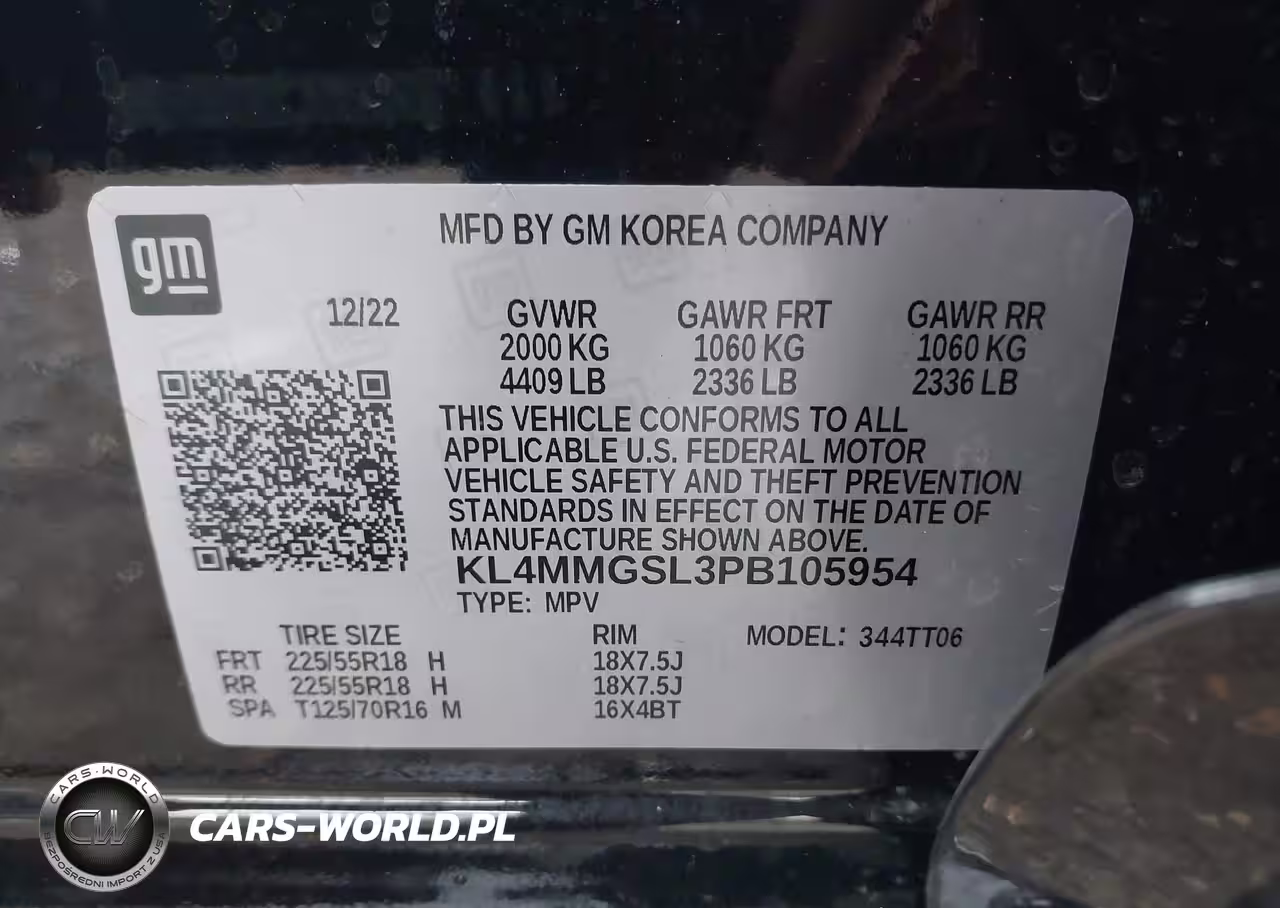 gm
MFD BY GM KOREA COMPANY
12/22 GVWR GAWR FRT GAWR RR
2000 KG 1060 KG 1060 KG
4409 LB 2336 LB 2336 LB
THIS VEHICLE CONFORMS TO ALL
APPLICABLE U.S. FEDERAL MOTOR
VEHICLE SAFETY AND THEFT PREVENTION
STANDARDS IN EFFECT ON THE DATE OF
MANUFACTURE SHOWN ABOVE.
KL4MMGSL3PB105954
TYPE: MPV
TIRE SIZE RIM MODEL: 344TT06
FRT 225/55R18 H 18X7.5J
RR 225/55R18 H 18X7.5J
SPA T125/70R16 M 16X4BT
CARS-WORLD
CW
BEZPOŚREDNI IMPORT Z USA
CARS-WORLD.PL